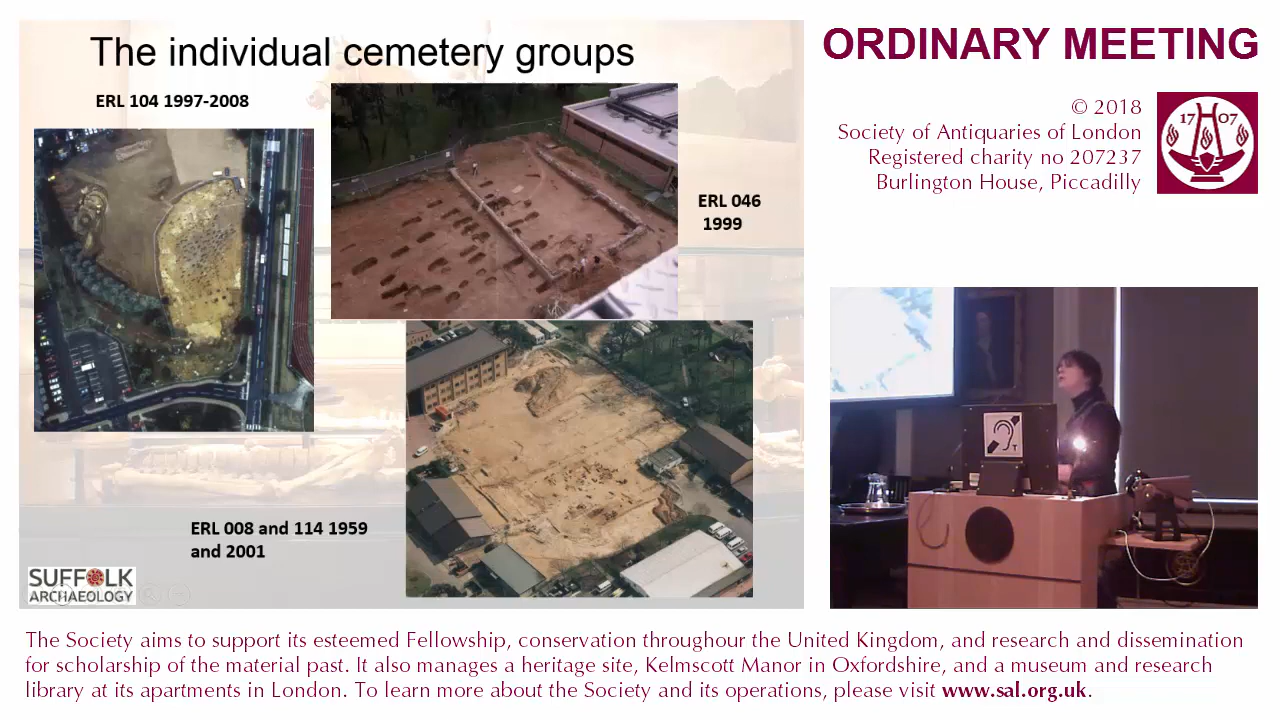 The individual cemetery groups
ERL 104 1997-2008
ERL 046
1999
ERL 008 and 114 1959
and 2001
SUFFOLK
ARCHAEOLOGY
ORDINARY MEETING
© 2018
Society of Antiquaries of London
Registered charity no 207237
Burlington House, Piccadilly
17 07
T
The Society aims to support its esteemed Fellowship, conservation throughour the United Kingdom, and research and dissemination
for scholarship of the material past. It also manages a heritage site, Kelmscott Manor in Oxfordshire, and a museum and research
library at its apartments in London. To learn more about the Society and its operations, please visit www.sal.org.uk.